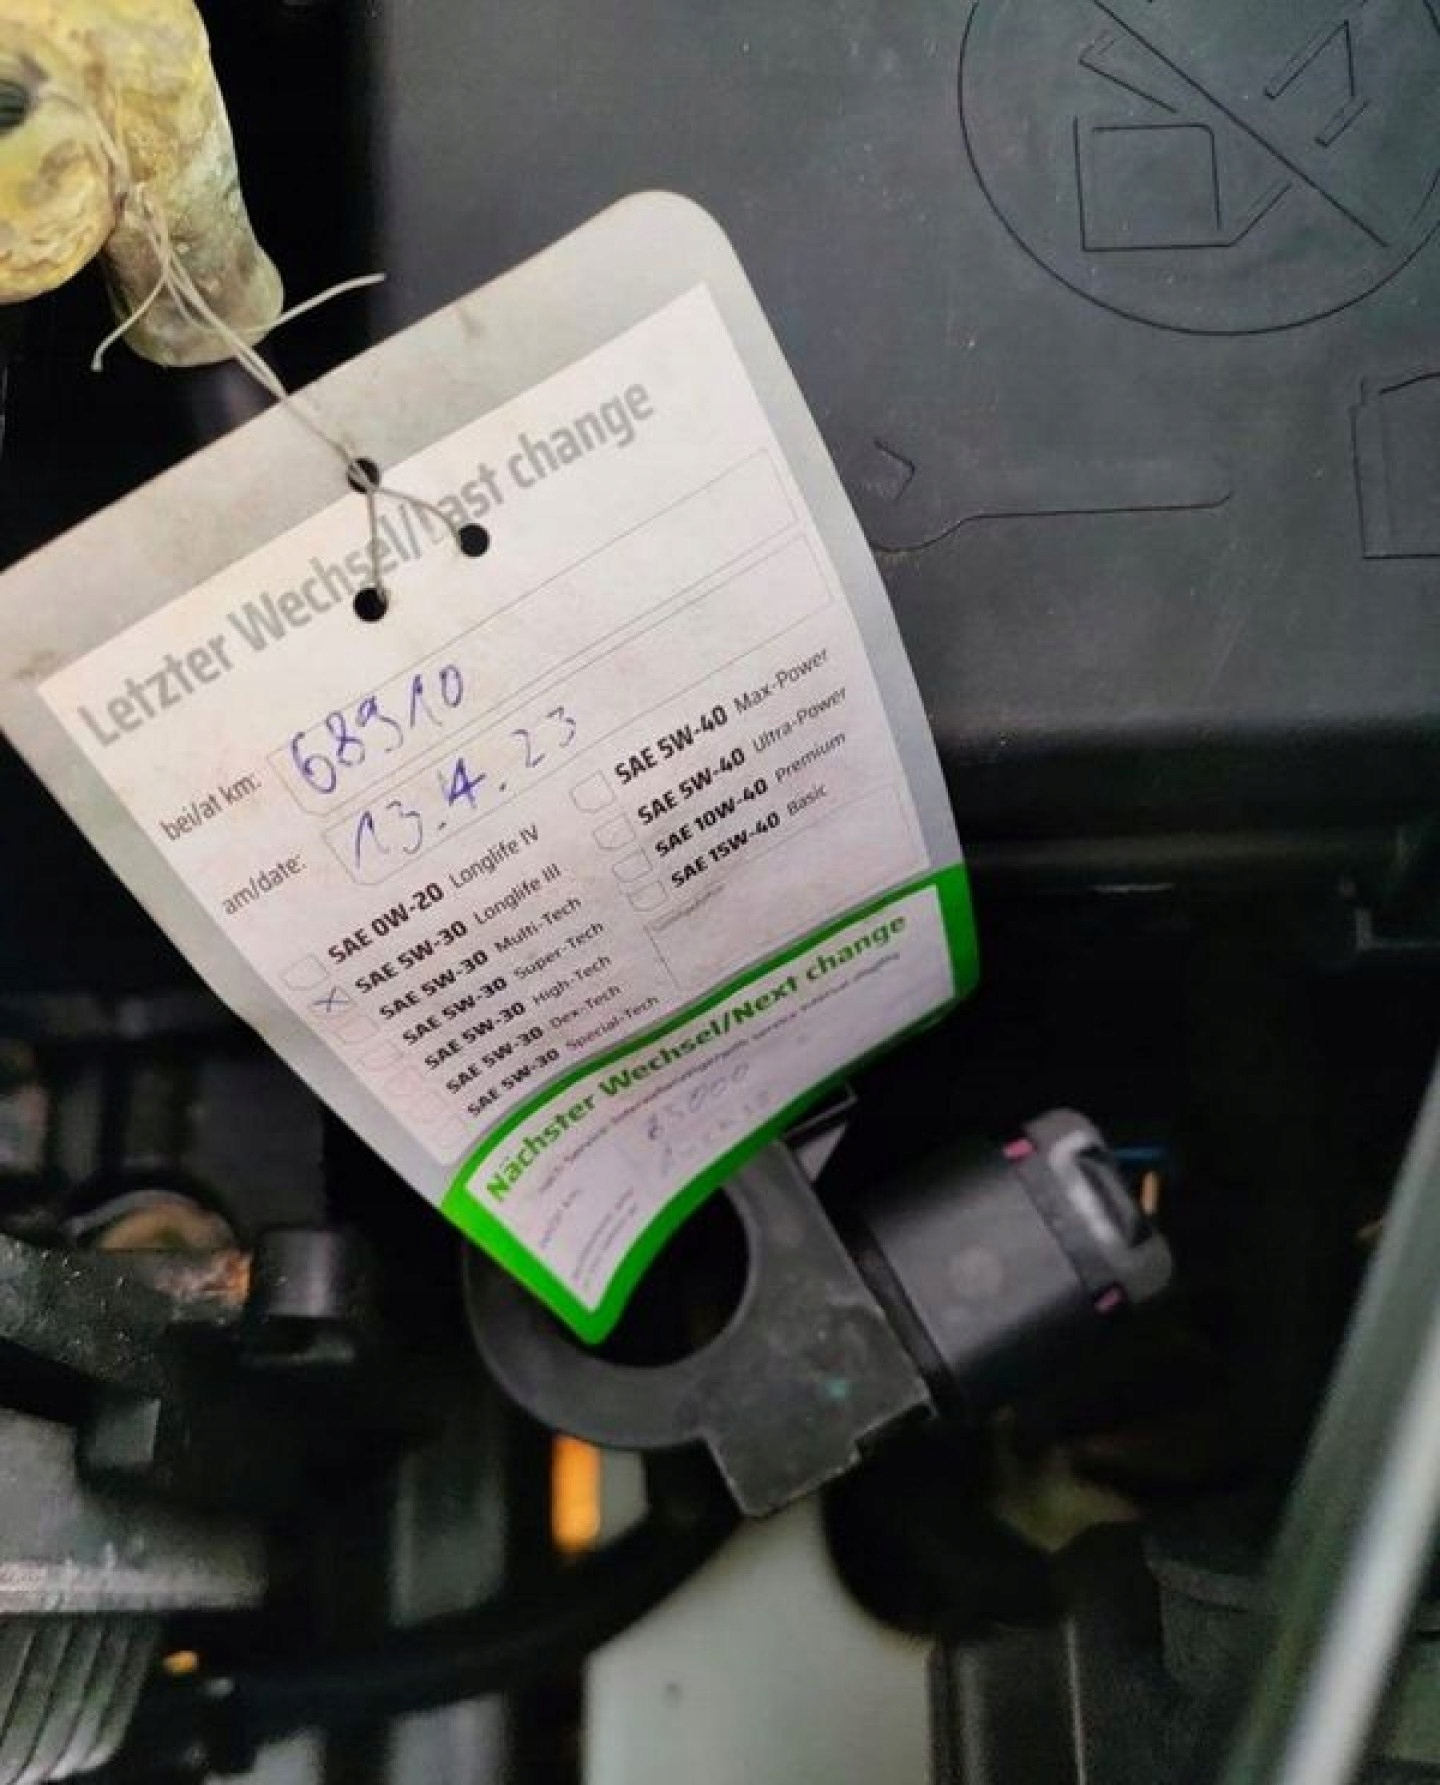 Letzter Wechsel/Last change
bei/at km: 68910
am/date: 13.4.23
SAE 0W-20 Longlife IV
SAE 5W-30 Longlife III
SAE 5W-30 Multi-Tech
SAE 5W-30 Super-Tech
SAE 5W-30 High-Tech
SAE 5W-30 Dex-Tech
SAE 5W-30 Special-Tech
SAE 5W-40 Max-Power
SAE 5W-40 Ultra-Power
SAE 10W-40 Premium
SAE 15W-40 Basic
Nächster Wechsel/Next change